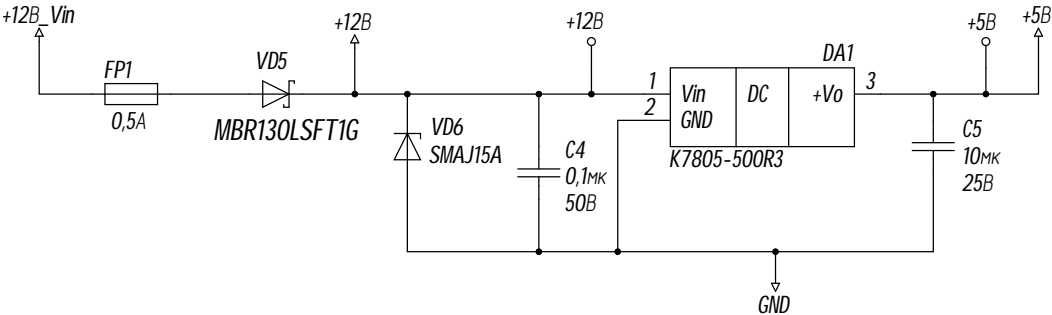 +12В_Vin
+12В
+12В
+5В
+5В
FP1
0,5А
VD5
MBR130LSFT1G
VD6
SMAJ15A
C4
0,1мк
50В
DA1
1
2
Vin
GND
DC
+Vo
3
K7805-500R3
C5
10мк
25В
GND